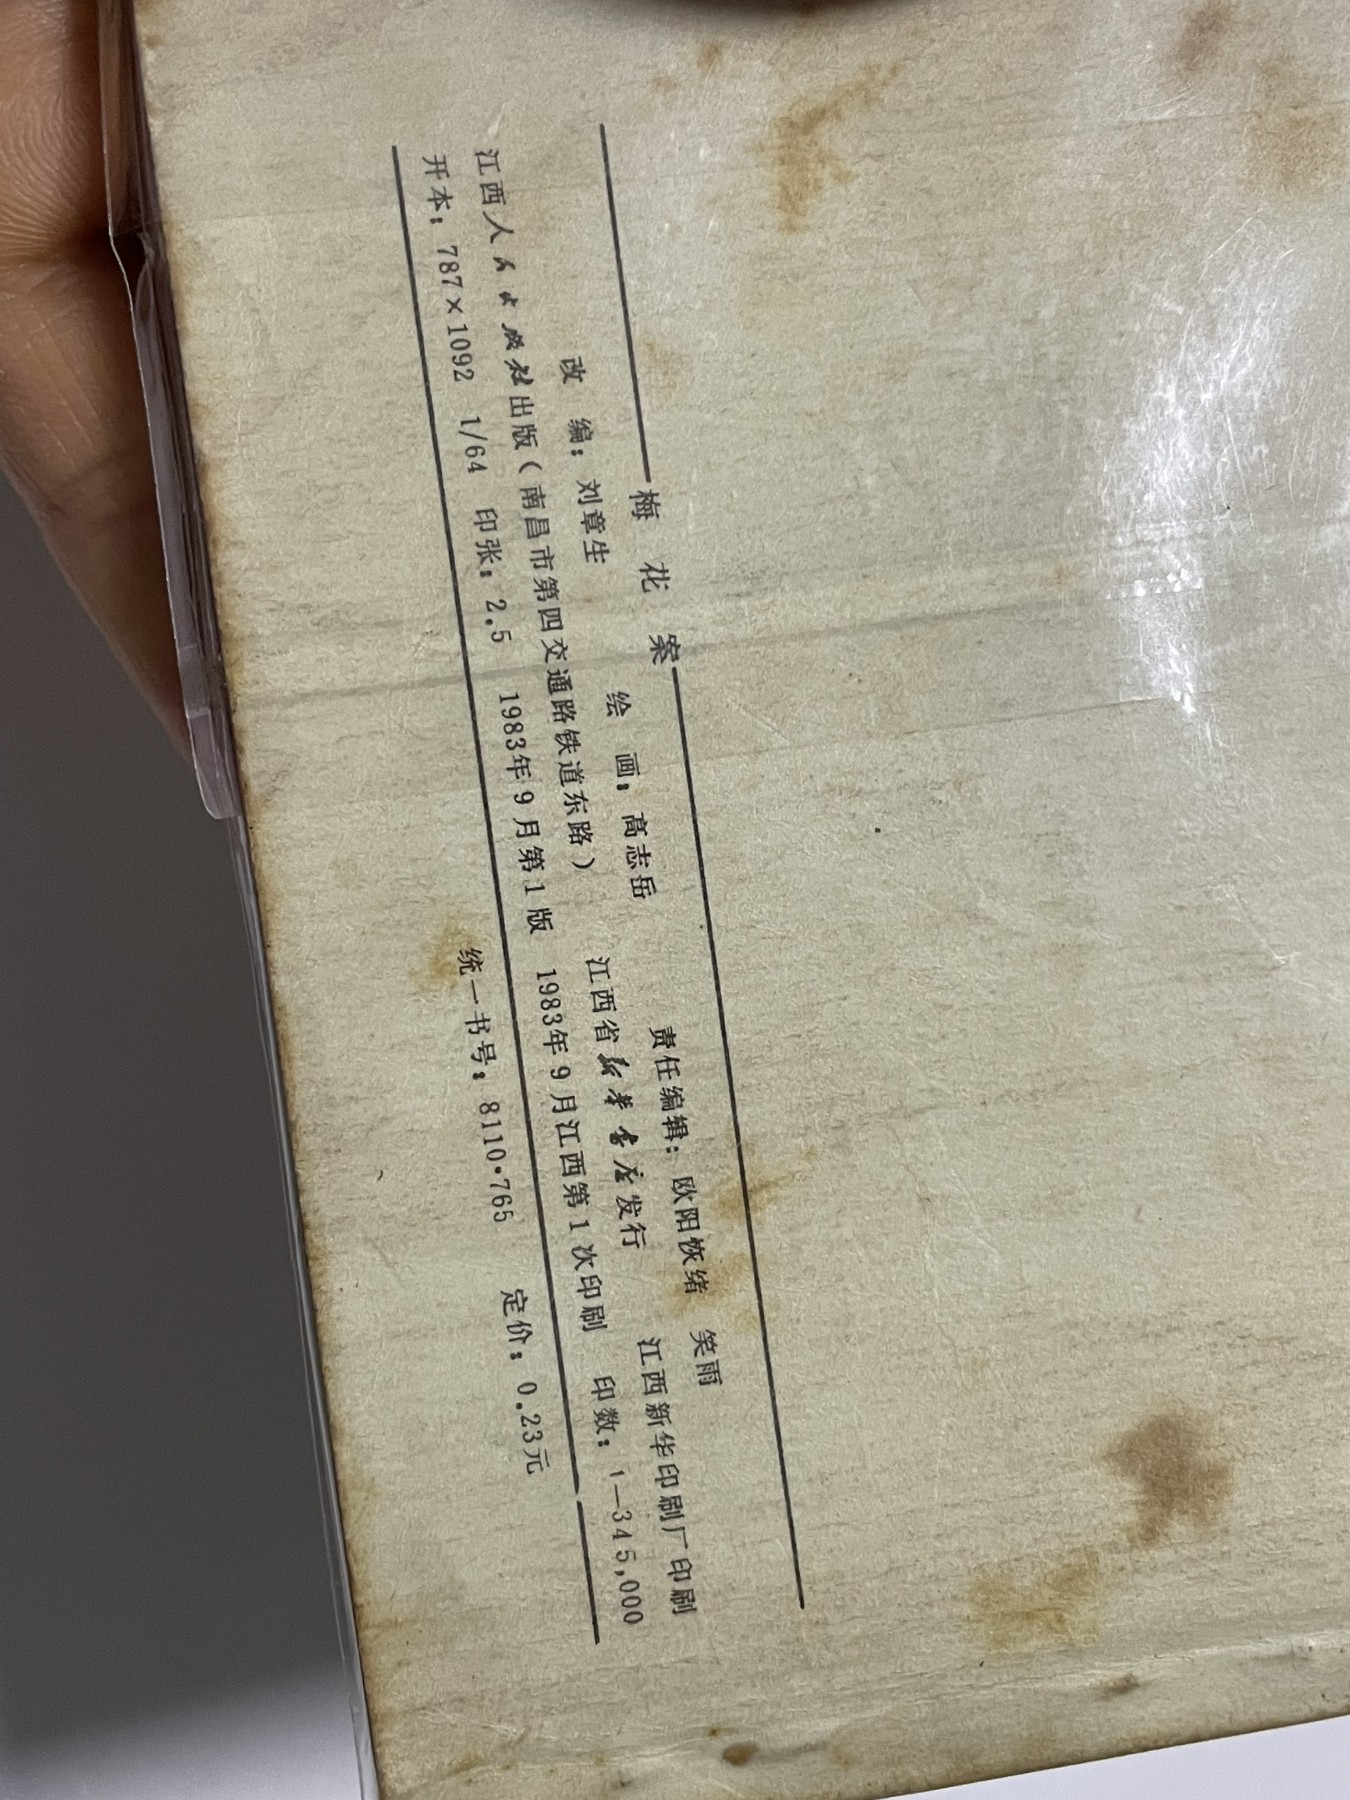 梅花案
改编：刘章生 绘画：高志岳 责任编辑：欧阳恢绪 笑雨
江西人民出版社出版（南昌市第四交通路铁道东路） 江西省新华书店发行 江西新华印刷厂印刷
开本：787×1092 1/64 印张：2.5 1983年9月第1版 1983年9月江西第1次印刷 印数：1—345,000
统一书号：8110·765 定价：0.23元